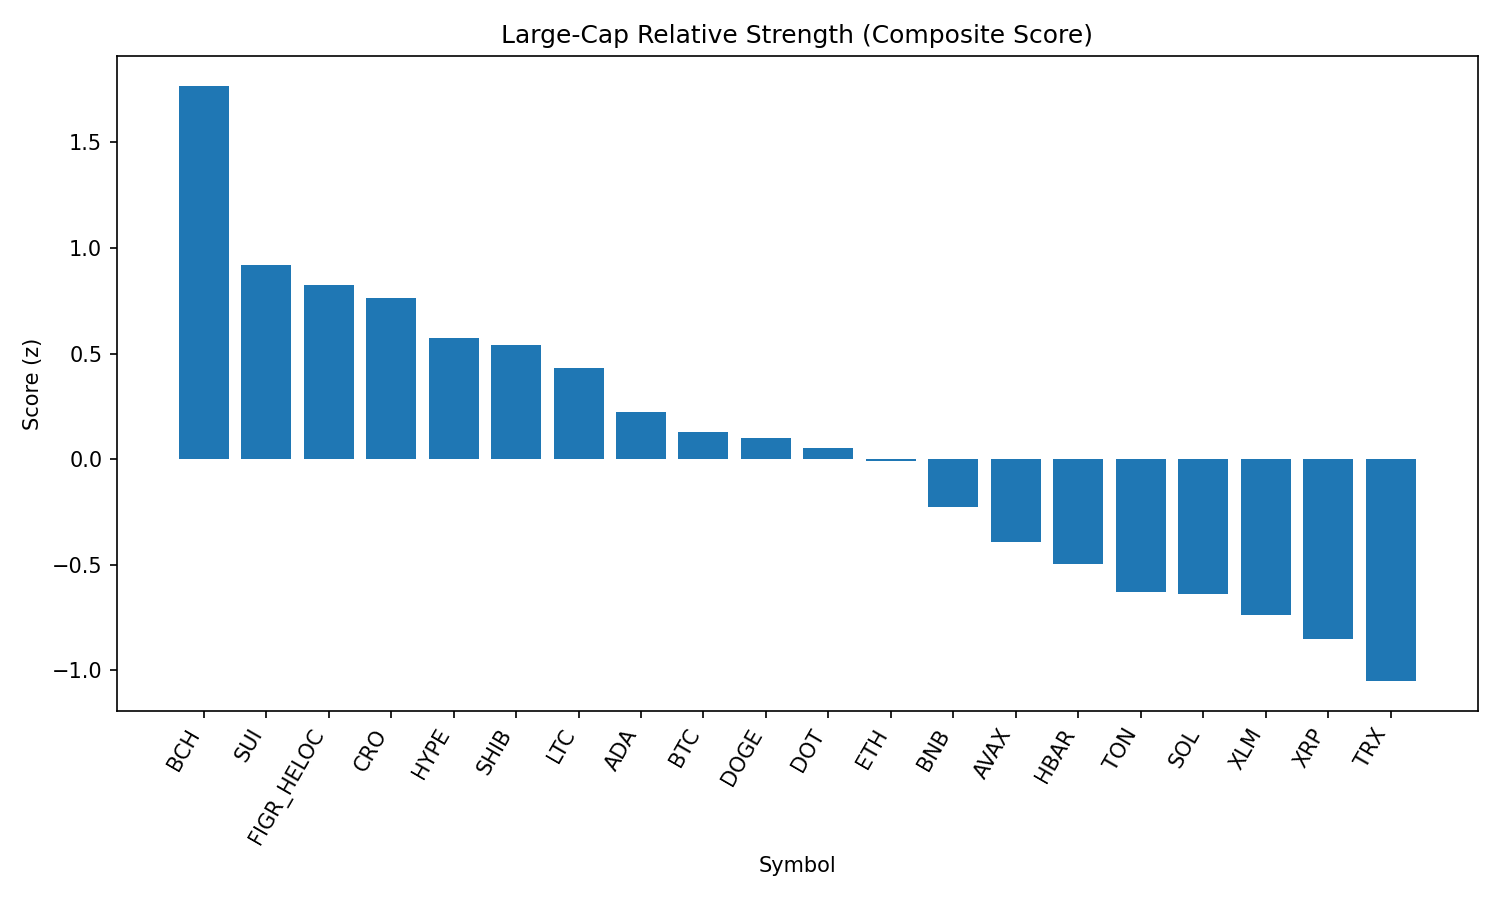 Large-Cap Relative Strength (Composite Score)
Score (z)
1.5
1.0
0.5
0.0
−0.5
−1.0
BCH
SUI
FIGR_HELOC
CRO
HYPE
SHIB
LTC
ADA
BTC
DOGE
DOT
ETH
BNB
AVAX
HBAR
TON
SOL
XLM
XRP
TRX
Symbol